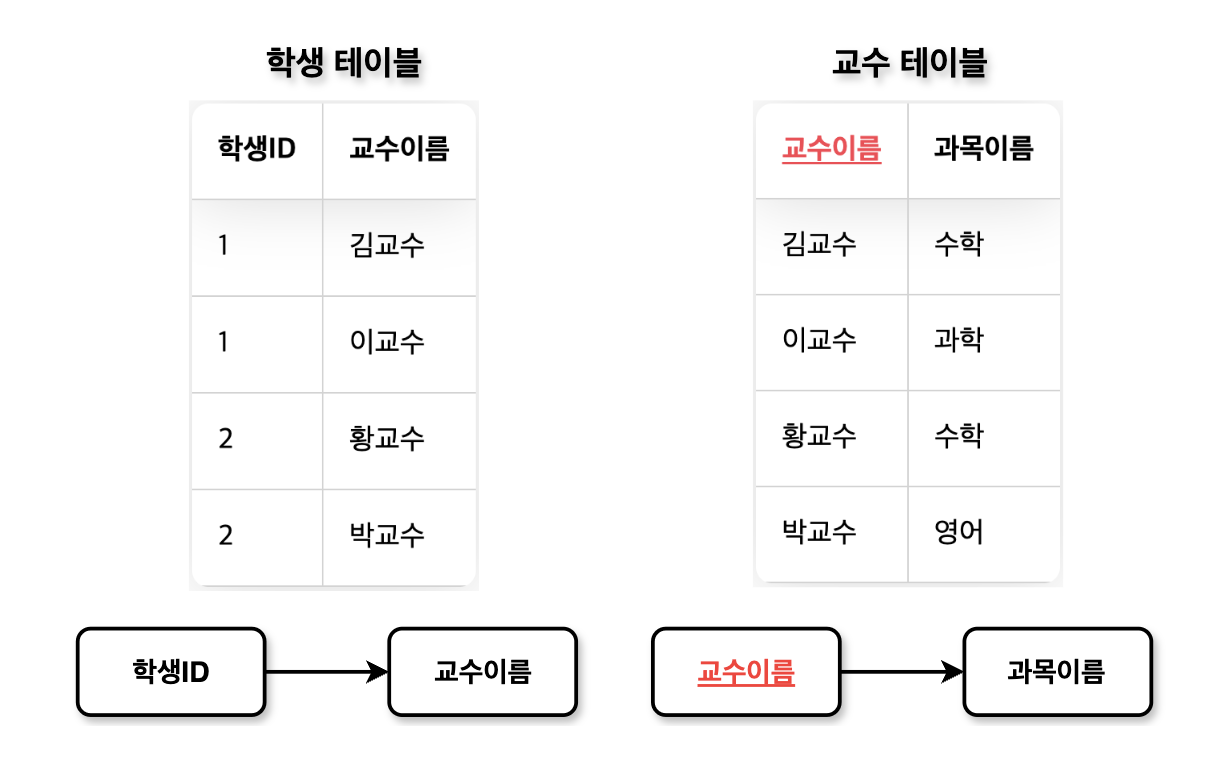 학생 테이블
학생ID 교수이름
1 김교수
1 이교수
2 황교수
2 박교수
학생ID 교수이름
교수 테이블
교수이름 과목이름
김교수 수학
이교수 과학
황교수 수학
박교수 영어
교수이름 과목이름